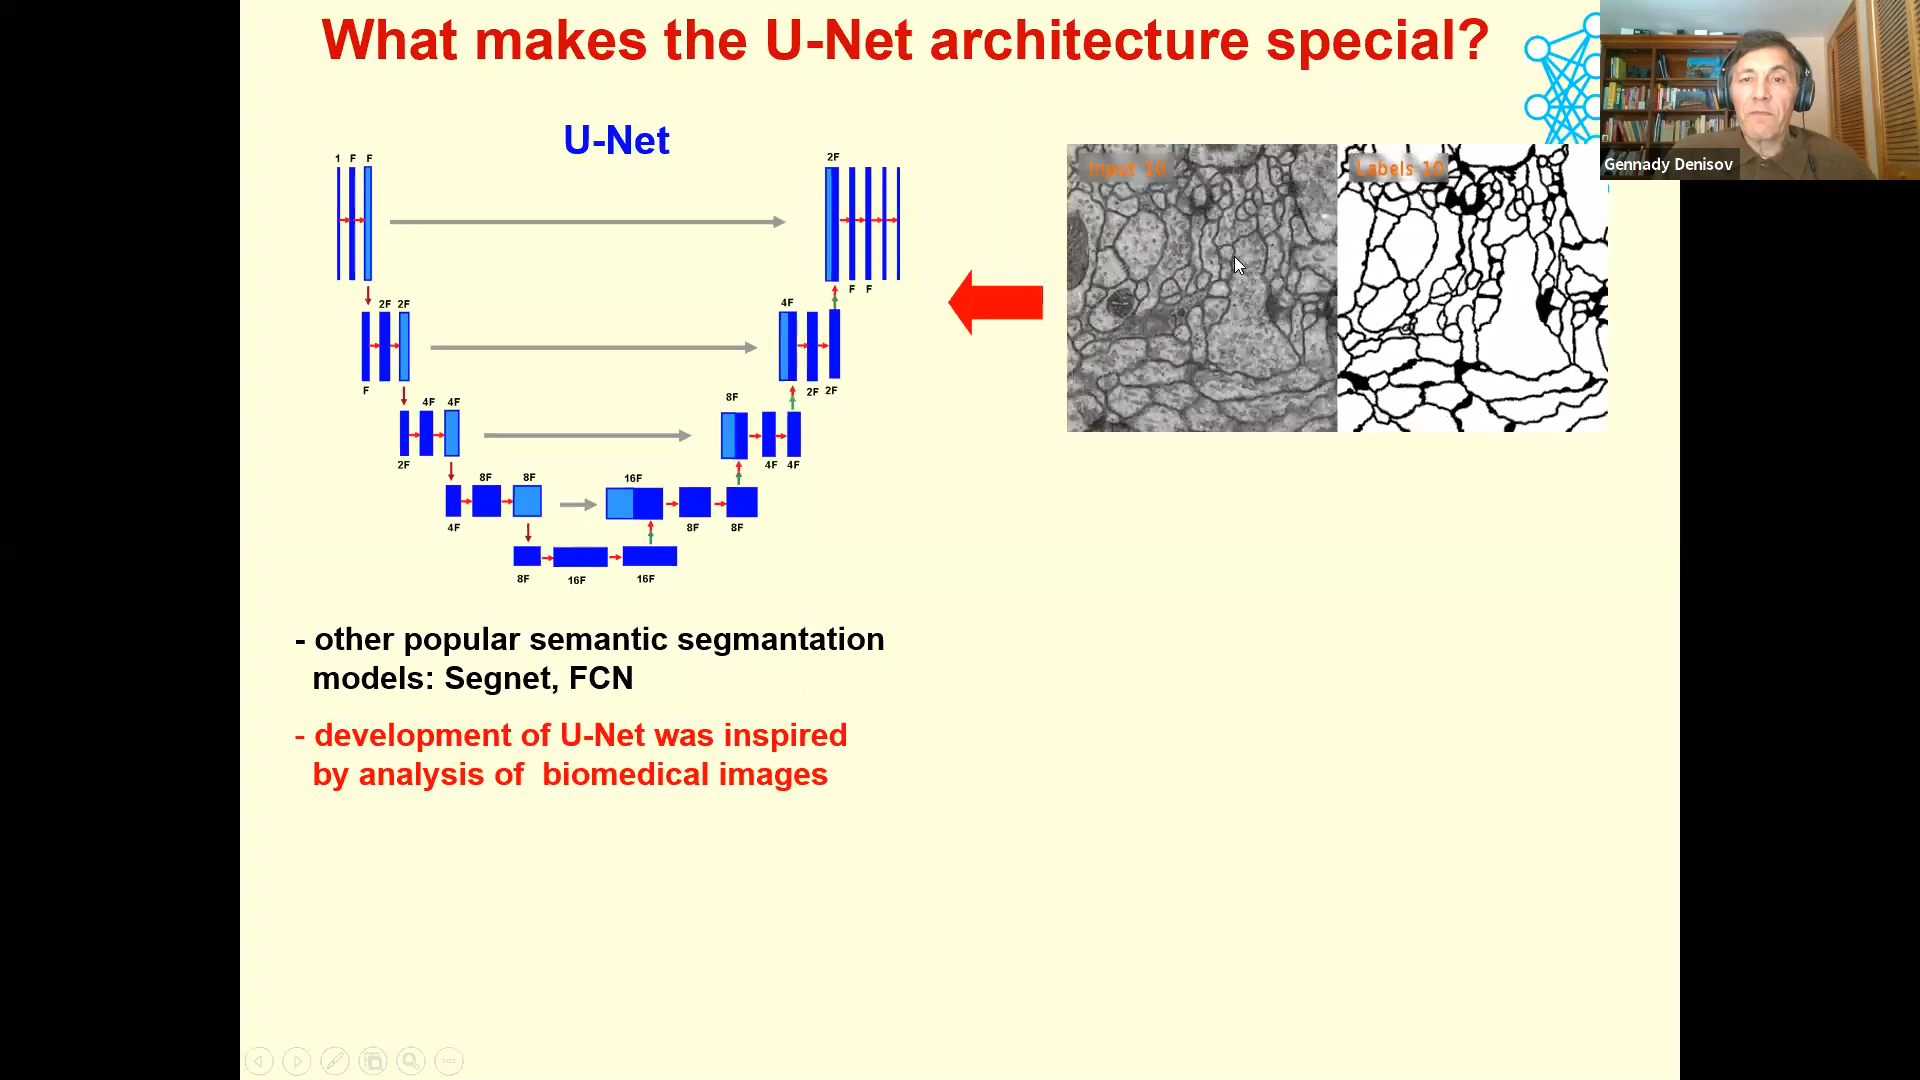 What makes the U-Net architecture special?
Gennady Denisov
U-Net
1 F F
2F
Input 10
Labels 10
F F
2F 2F
4F
F
2F 2F
4F 4F
8F
2F
4F 4F
8F 8F
16F
4F
8F 8F
8F 16F 16F
- other popular semantic segmantation
models: Segnet, FCN
- development of U-Net was inspired
by analysis of biomedical images